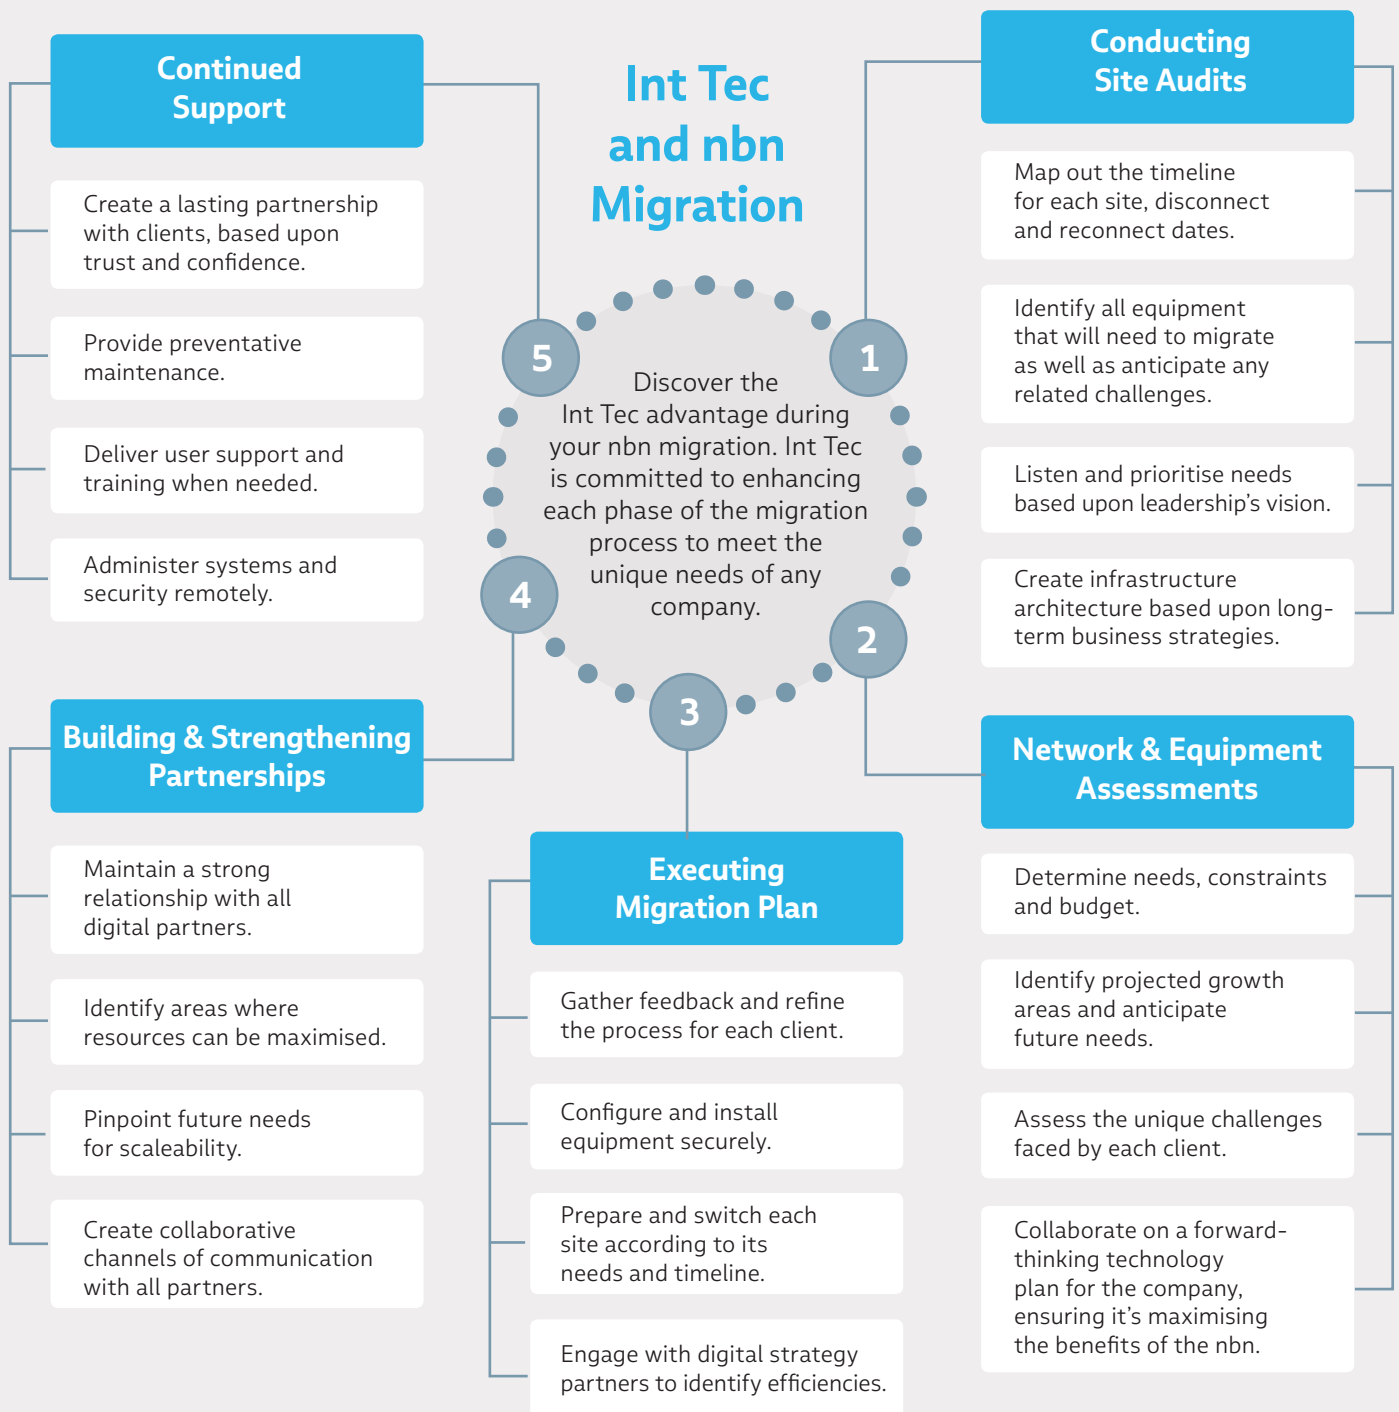 Int Tec
and nbn
Migration
Discover the
Int Tec advantage during
your nbn migration. Int Tec
is committed to enhancing
each phase of the migration
process to meet the
unique needs of any
company.
1
Conducting
Site Audits
Map out the timeline
for each site, disconnect
and reconnect dates.
Identify all equipment
that will need to migrate
as well as anticipate any
related challenges.
Listen and prioritise needs
based upon leadership's vision.
Create infrastructure
architecture based upon long-
term business strategies.
2
Network & Equipment
Assessments
Determine needs, constraints
and budget.
Identify projected growth
areas and anticipate
future needs.
Assess the unique challenges
faced by each client.
Collaborate on a forward-
thinking technology
plan for the company,
ensuring it's maximising
the benefits of the nbn.
3
Executing
Migration Plan
Gather feedback and refine
the process for each client.
Configure and install
equipment securely.
Prepare and switch each
site according to its
needs and timeline.
Engage with digital strategy
partners to identify efficiencies.
4
Building & Strengthening
Partnerships
Maintain a strong
relationship with all
digital partners.
Identify areas where
resources can be maximised.
Pinpoint future needs
for scaleability.
Create collaborative
channels of communication
with all partners.
5
Continued
Support
Create a lasting partnership
with clients, based upon
trust and confidence.
Provide preventative
maintenance.
Deliver user support and
training when needed.
Administer systems and
security remotely.